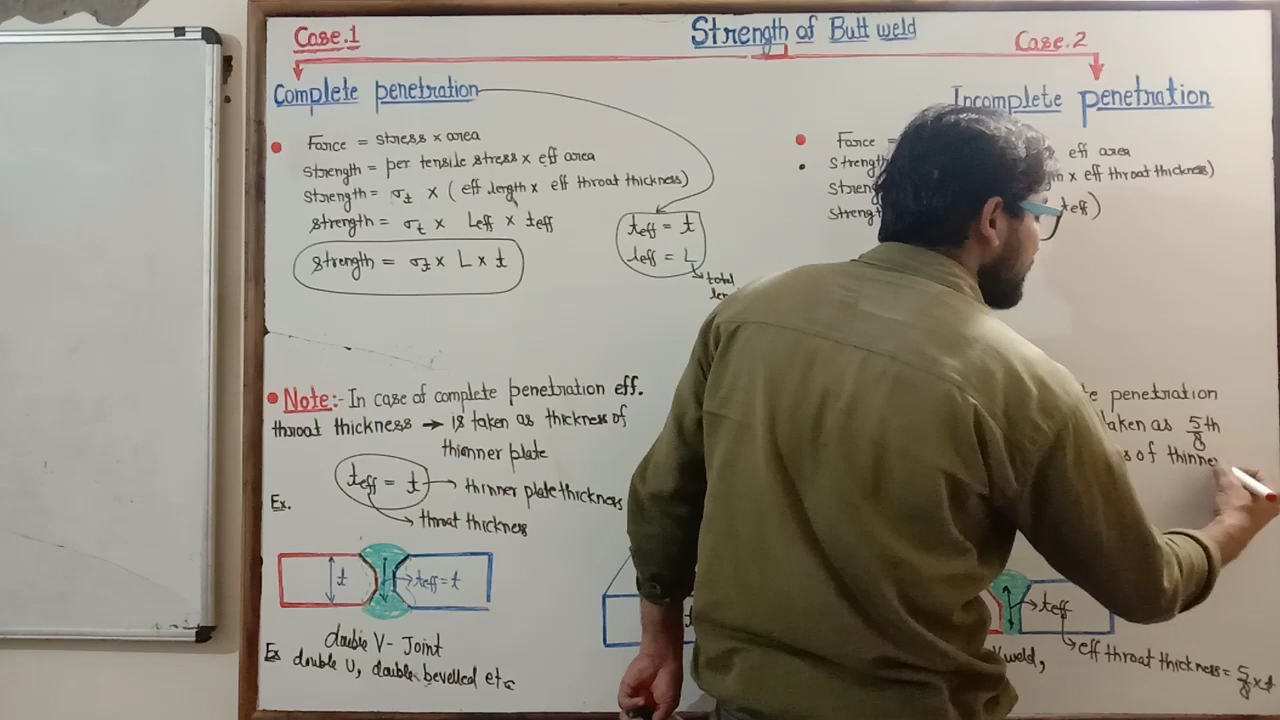 Strength of Butt weld
Case.1
Complete penetration
Force = stress × area
Strength = per tensile stress × eff area
Strength = σt × ( eff length × eff throat thickness)
strength = σt × Leff × teff
strength = σt × L × t
teff = t
leff = L
total
Note:- In case of complete penetration eff.
throat thickness → is taken as thickness of
thinner plate
teff = t → thinner plate thickness
throat thickness
Ex.
t
teff = t
double V- Joint
Ex double U, double bevelled etc
Case.2
Incomplete penetration
Force =
eff area
Strength
× eff throat thickness)
Streng
Strengt
teff)
penetration
taken as 5/8 th
of thinne
t
teff
weld,
eff throat thickness = 5/8 × t